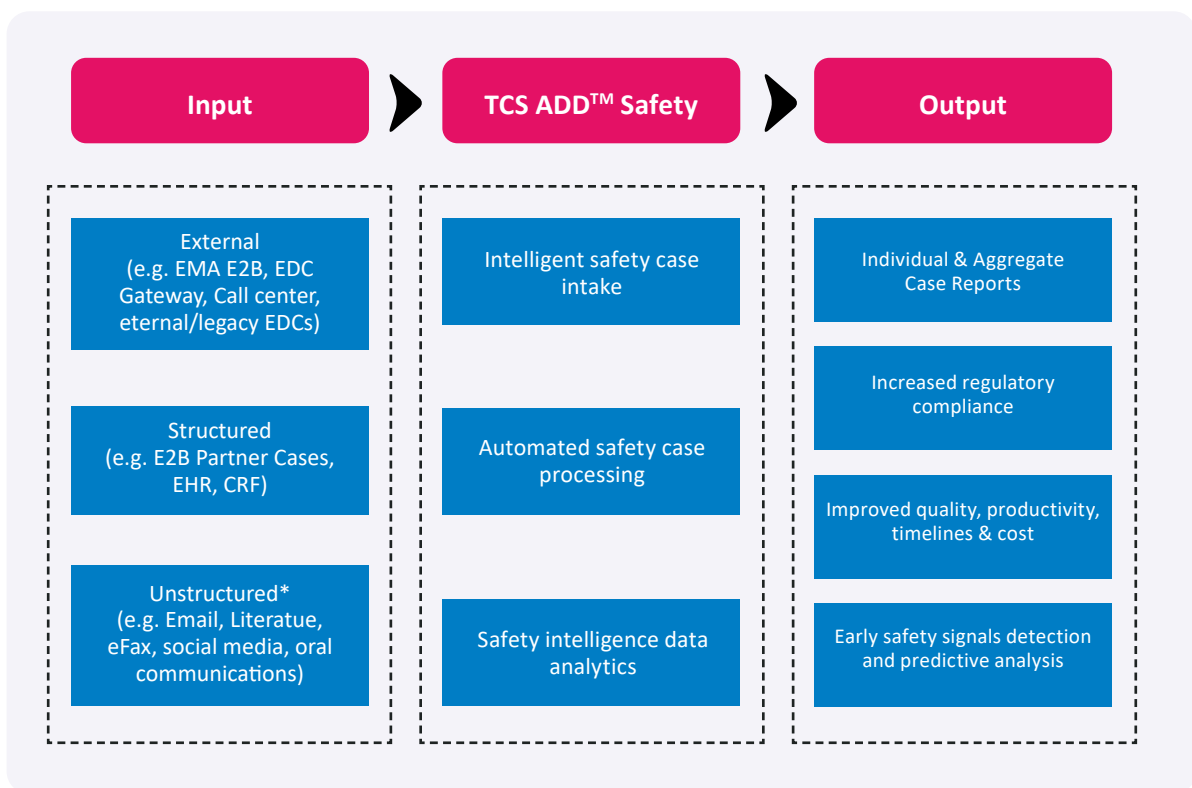 Input
TCS ADD™ Safety
Output
External
(e.g. EMA E2B, EDC
Gateway, Call center,
eternal/legacy EDCs)
Structured
(e.g. E2B Partner Cases,
EHR, CRF)
Unstructured*
(e.g. Email, Literatue,
eFax, social media, oral
communications)
Intelligent safety case
intake
Automated safety case
processing
Safety intelligence data
analytics
Individual & Aggregate
Case Reports
Increased regulatory
compliance
Improved quality, productivity,
timelines & cost
Early safety signals detection
and predictive analysis